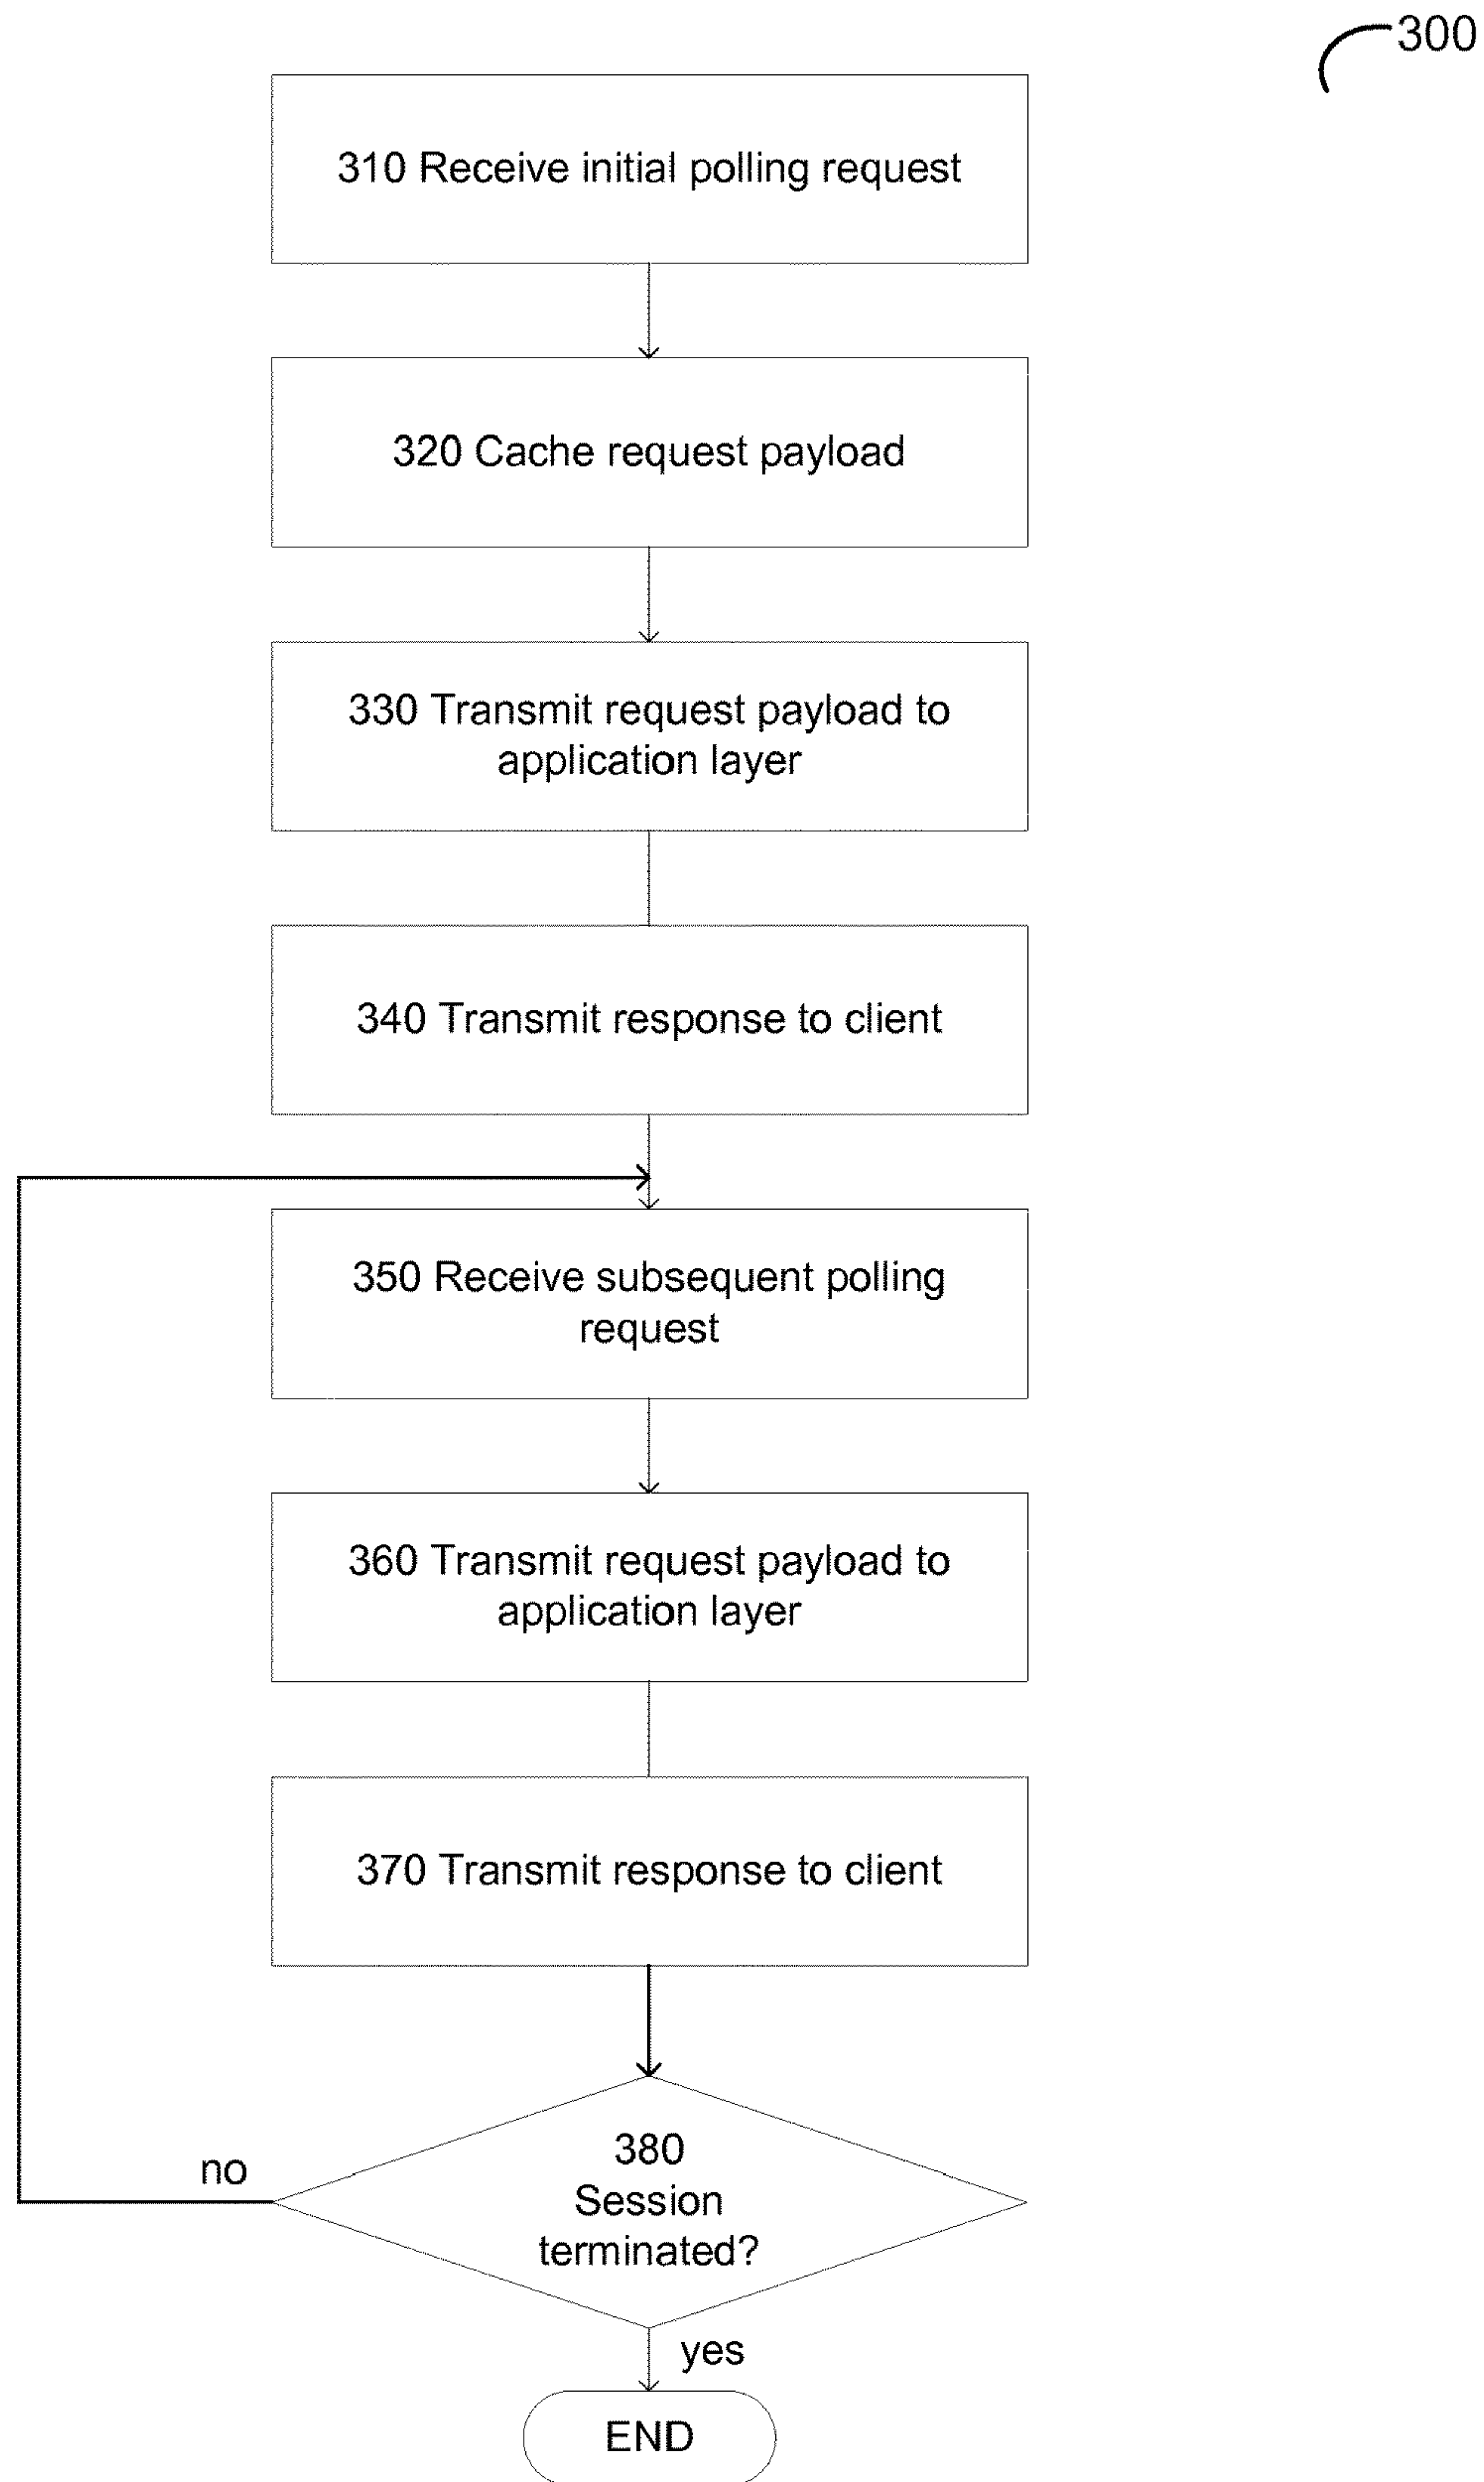 300
310 Receive initial polling request
320 Cache request payload
330 Transmit request payload to
application layer
340 Transmit response to client
350 Receive subsequent polling
request
360 Transmit request payload to
application layer
370 Transmit response to client
380
Session
terminated?
no
yes
END